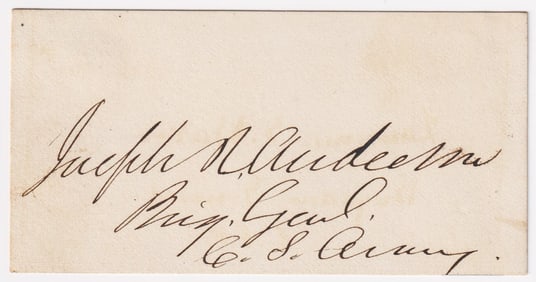 Joseph R. Anderson
Brig. Genl.
C. S. Army.